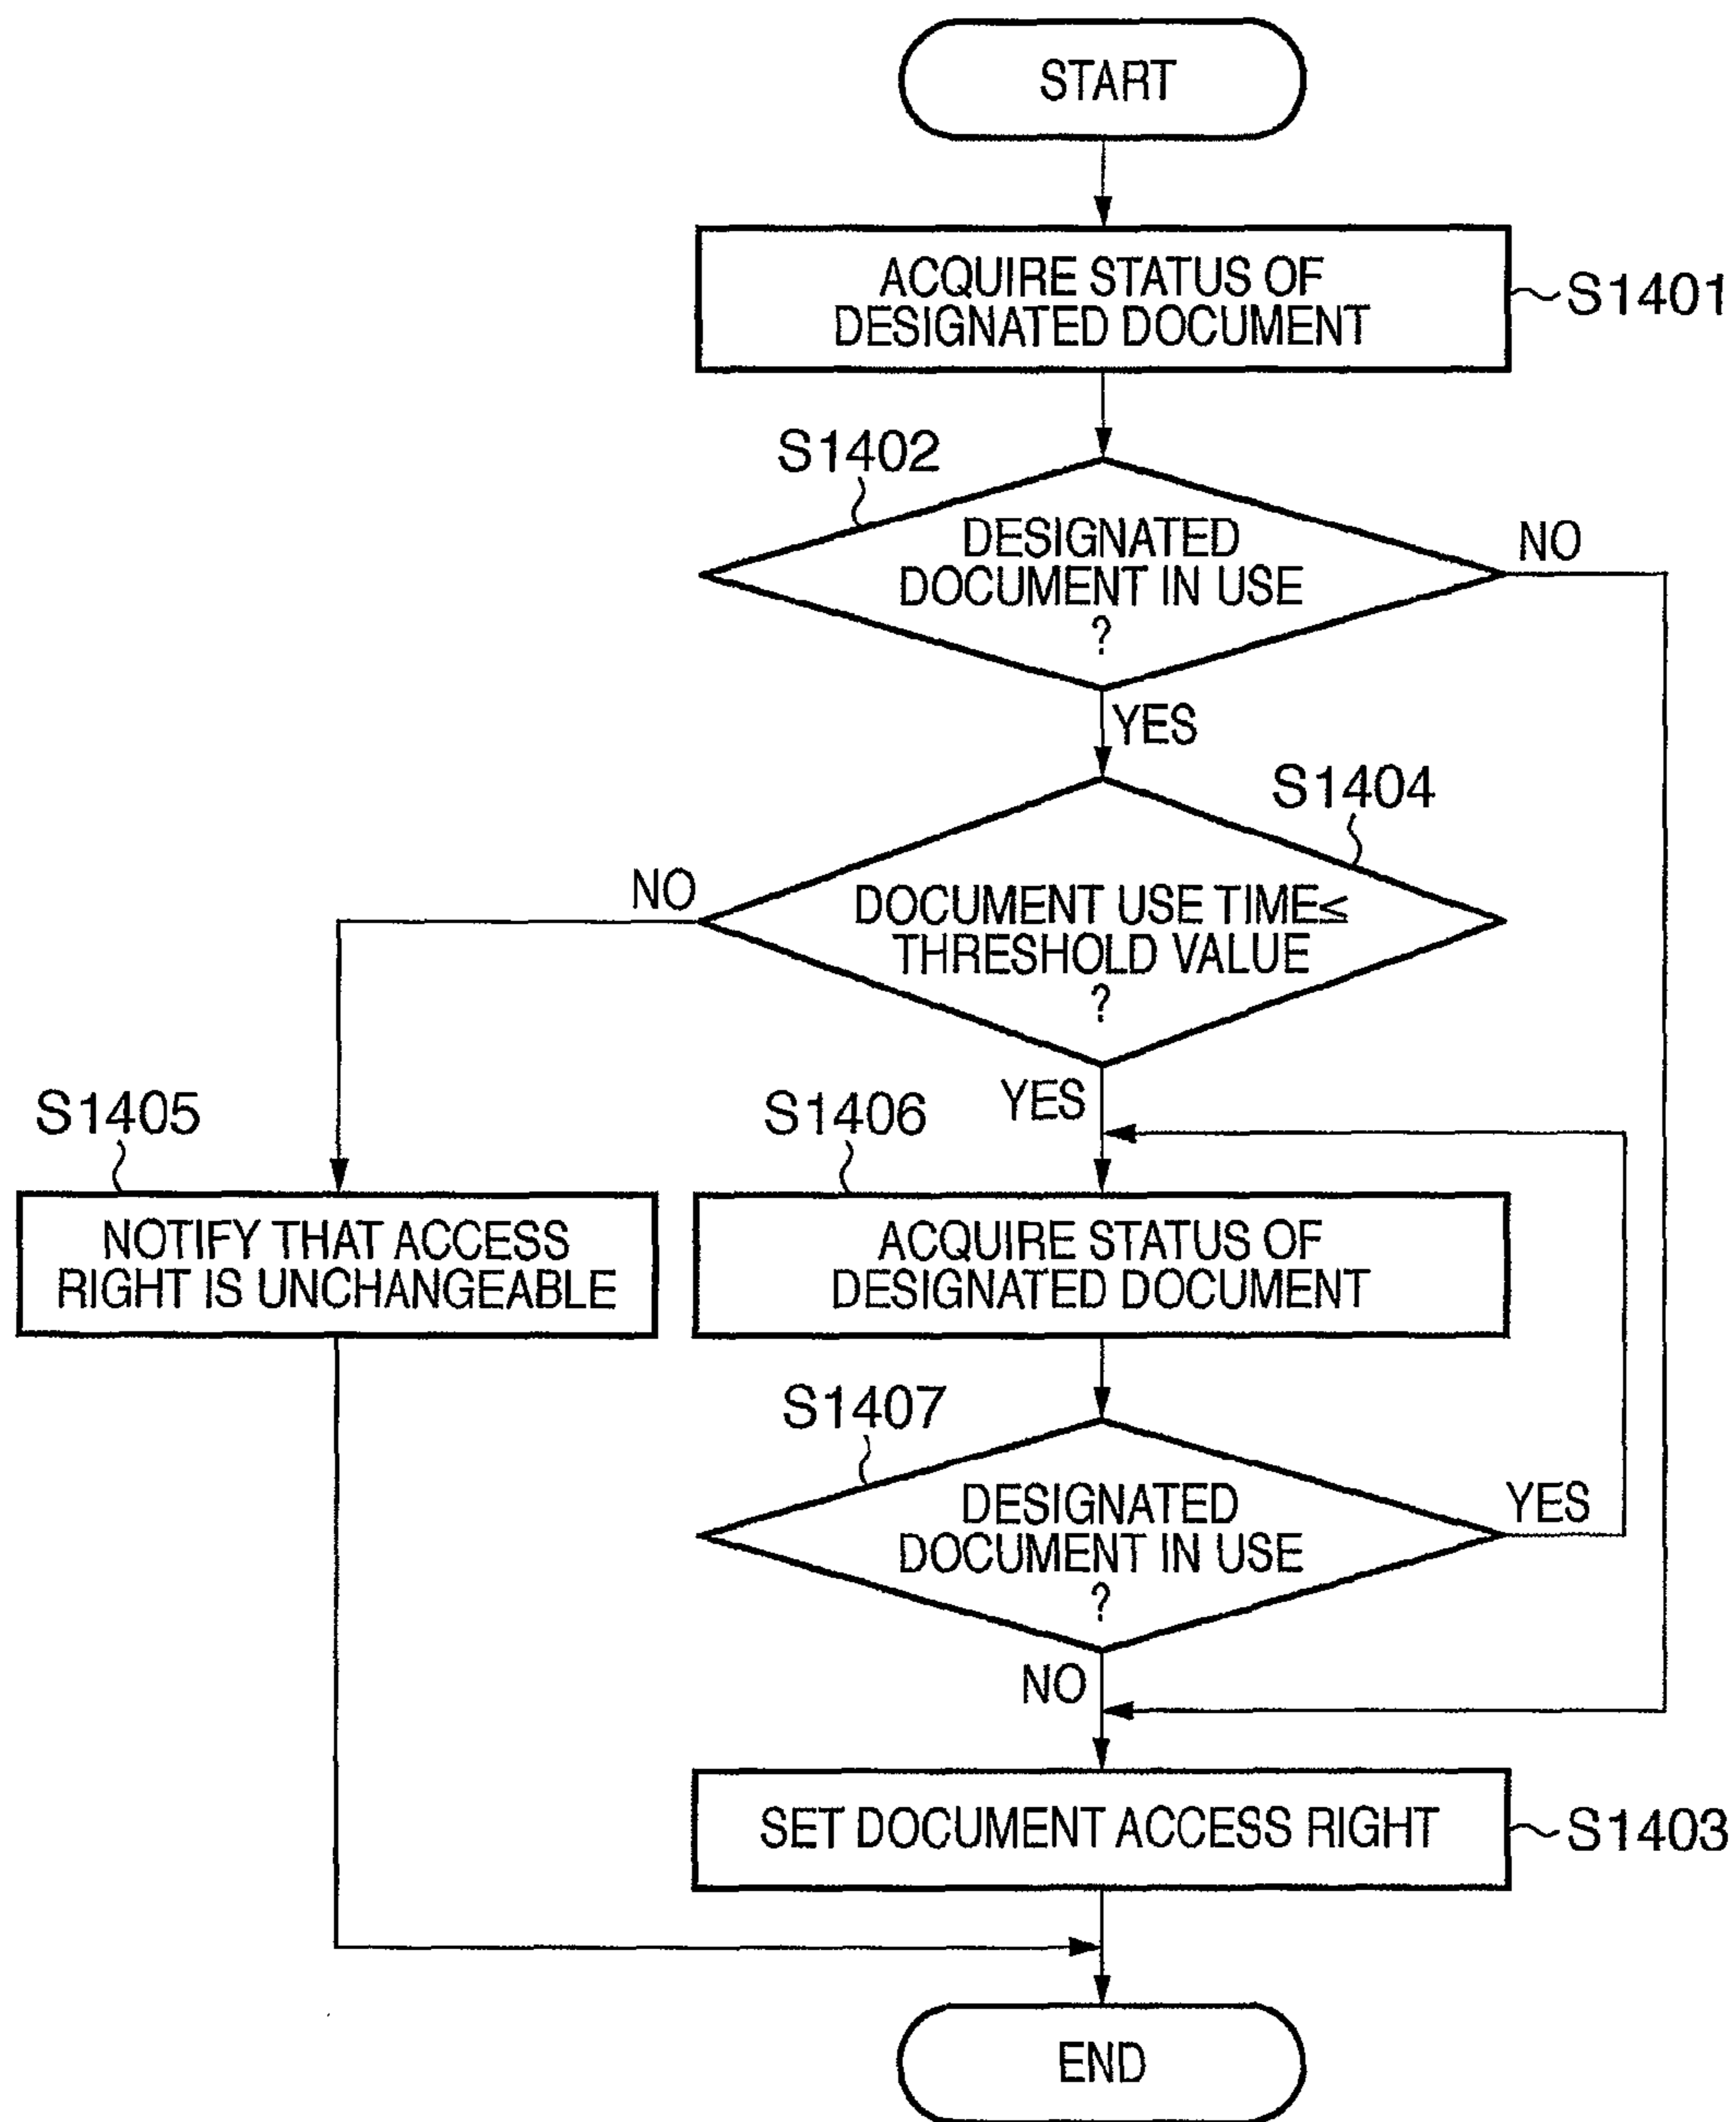 START
ACQUIRE STATUS OF
DESIGNATED DOCUMENT
S1401
S1402
DESIGNATED
DOCUMENT IN USE
?
NO
YES
S1404
DOCUMENT USE TIME≤
THRESHOLD VALUE
?
NO
YES
S1405
NOTIFY THAT ACCESS
RIGHT IS UNCHANGEABLE
S1406
ACQUIRE STATUS OF
DESIGNATED DOCUMENT
S1407
DESIGNATED
DOCUMENT IN USE
?
YES
NO
SET DOCUMENT ACCESS RIGHT
S1403
END